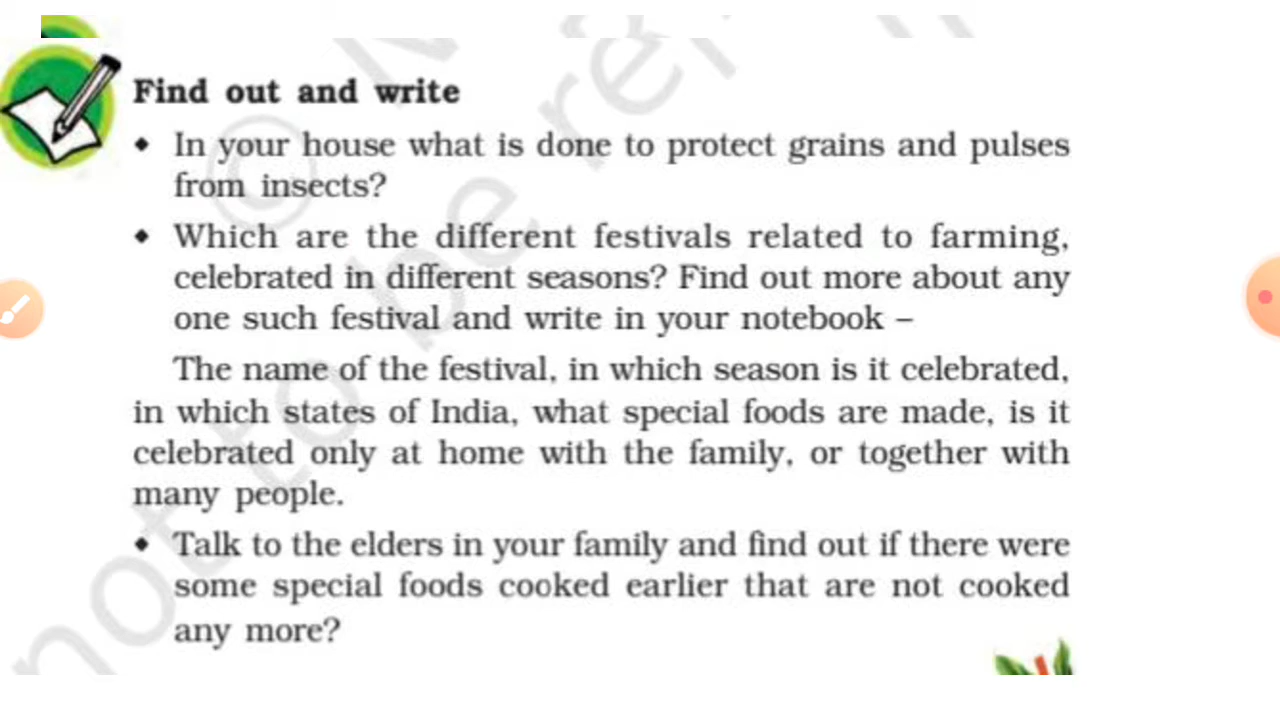 Find out and write
◆ In your house what is done to protect grains and pulses
from insects?
◆ Which are the different festivals related to farming,
celebrated in different seasons? Find out more about any
one such festival and write in your notebook –
The name of the festival, in which season is it celebrated,
in which states of India, what special foods are made, is it
celebrated only at home with the family, or together with
many people.
◆ Talk to the elders in your family and find out if there were
some special foods cooked earlier that are not cooked
any more?
© N
not to be rep